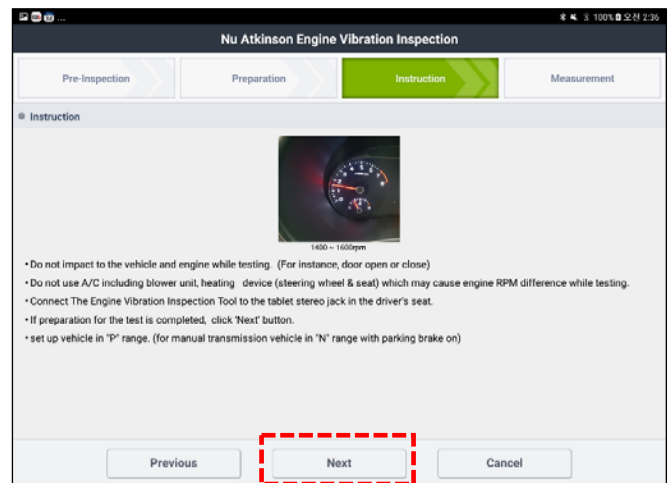 ... 100% 오전 2:36
Nu Atkinson Engine Vibration Inspection
Pre-Inspection Preparation Instruction Measurement
Instruction
1400 ~ 1600rpm
• Do not impact to the vehicle and engine while testing. (For instance, door open or close)
• Do not use A/C including blower unit, heating device (steering wheel & seat) which may cause engine RPM difference while testing.
• Connect The Engine Vibration Inspection Tool to the tablet stereo jack in the driver's seat.
• If preparation for the test is completed, click 'Next' button.
• set up vehicle in "P" range. (for manual transmission vehicle in "N" range with parking brake on)
Previous Next Cancel